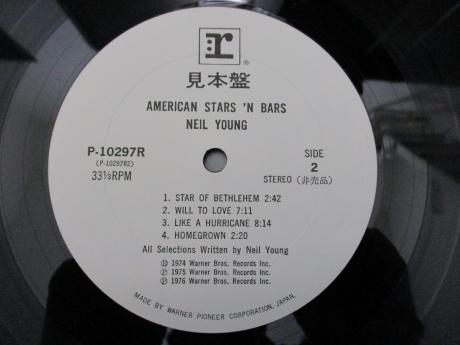 r®
見本盤
AMERICAN STARS 'N BARS
NEIL YOUNG
P-10297R
(P-10297R2)
33⅓RPM
SIDE
2
STEREO (非売品)
1. STAR OF BETHLEHEM 2:42
2. WILL TO LOVE 7:11
3. LIKE A HURRICANE 8:14
4. HOMEGROWN 2:20
All Selections Written by Neil Young
Ⓟ 1974 Warner Bros. Records Inc.
Ⓟ 1975 Warner Bros. Records Inc.
Ⓟ 1976 Warner Bros. Records Inc.
MADE BY WARNER PIONEER CORPORATION, JAPAN.